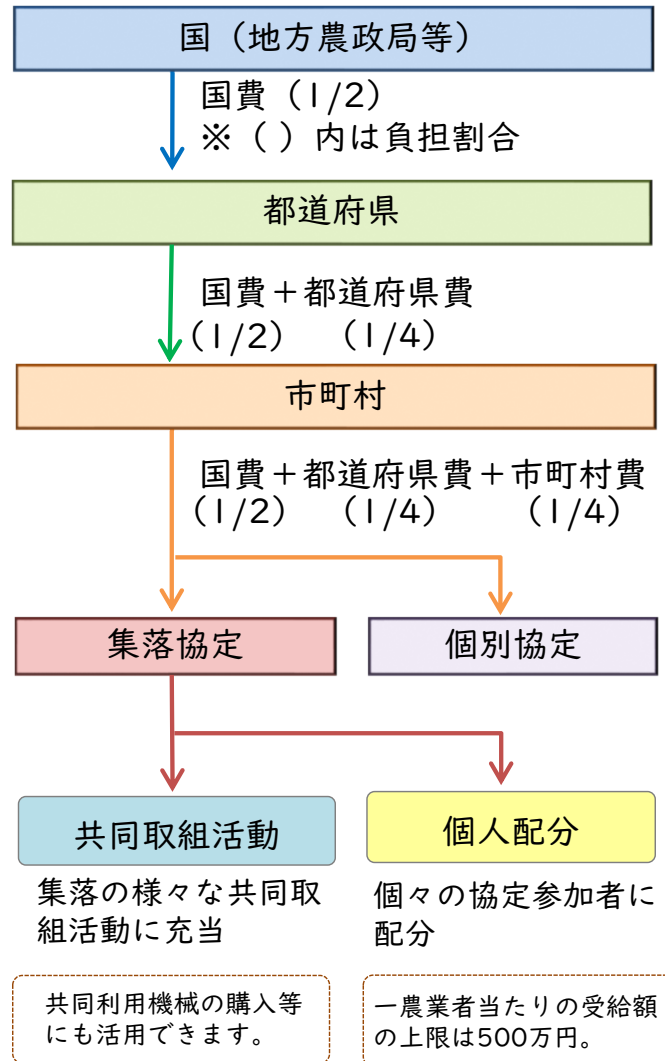 国（地方農政局等）
国費（1/2）
※（ ）内は負担割合
都道府県
国費＋都道府県費
（1/2） （1/4）
市町村
国費＋都道府県費＋市町村費
（1/2） （1/4） （1/4）
集落協定
個別協定
共同取組活動
集落の様々な共同取
組活動に充当
共同利用機械の購入等
にも活用できます。
個人配分
個々の協定参加者に
配分
一農業者当たりの受給額
の上限は500万円。